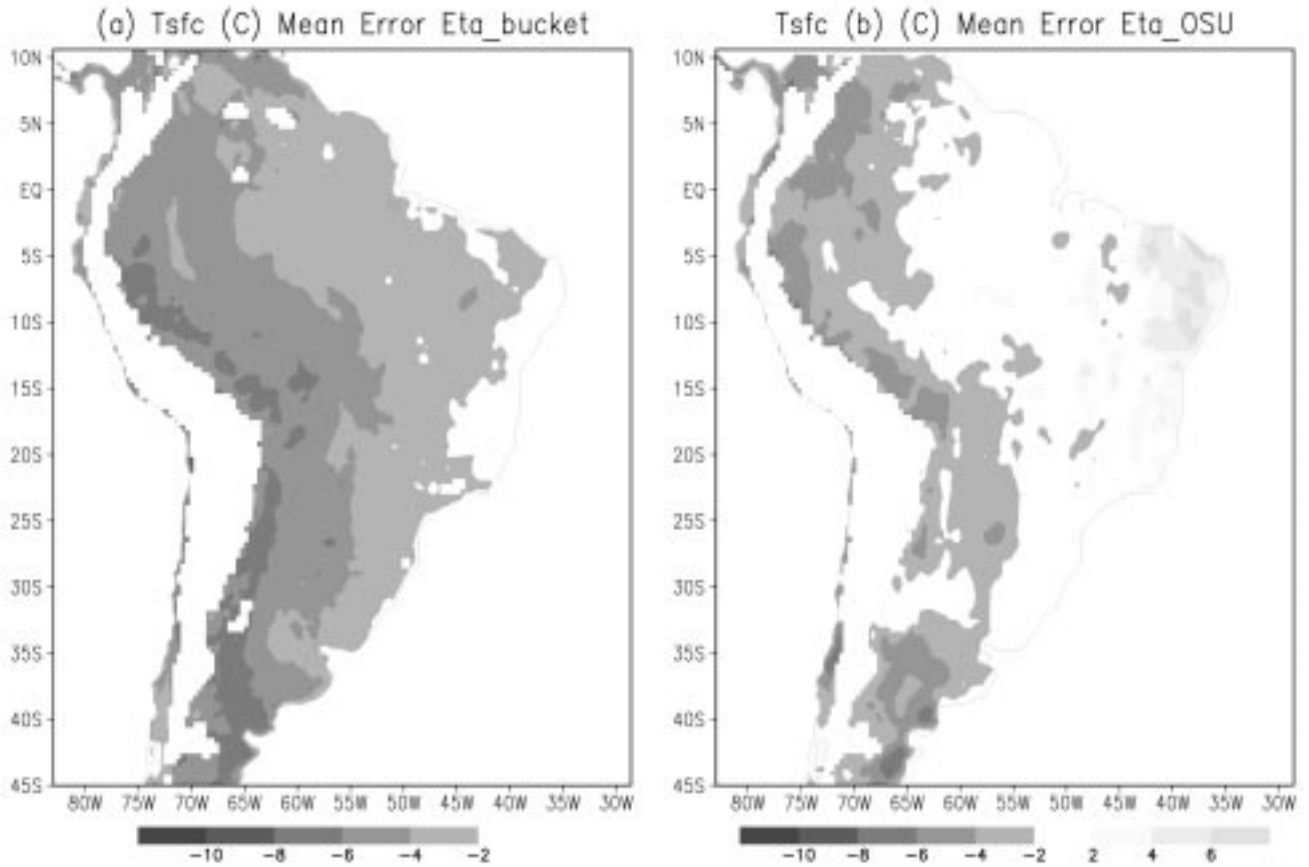 (a) Tsfc (C) Mean Error Eta_bucket
Tsfc (b) (C) Mean Error Eta_OSU
10N
5N
EQ
5S
10S
15S
20S
25S
30S
35S
40S
45S
80W 75W 70W 65W 60W 55W 50W 45W 40W 35W 30W
-10 -8 -6 -4 -2
10N
5N
EQ
5S
10S
15S
20S
25S
30S
35S
40S
45S
80W 75W 70W 65W 60W 55W 50W 45W 40W 35W 30W
-10 -8 -6 -4 -2 2 4 6